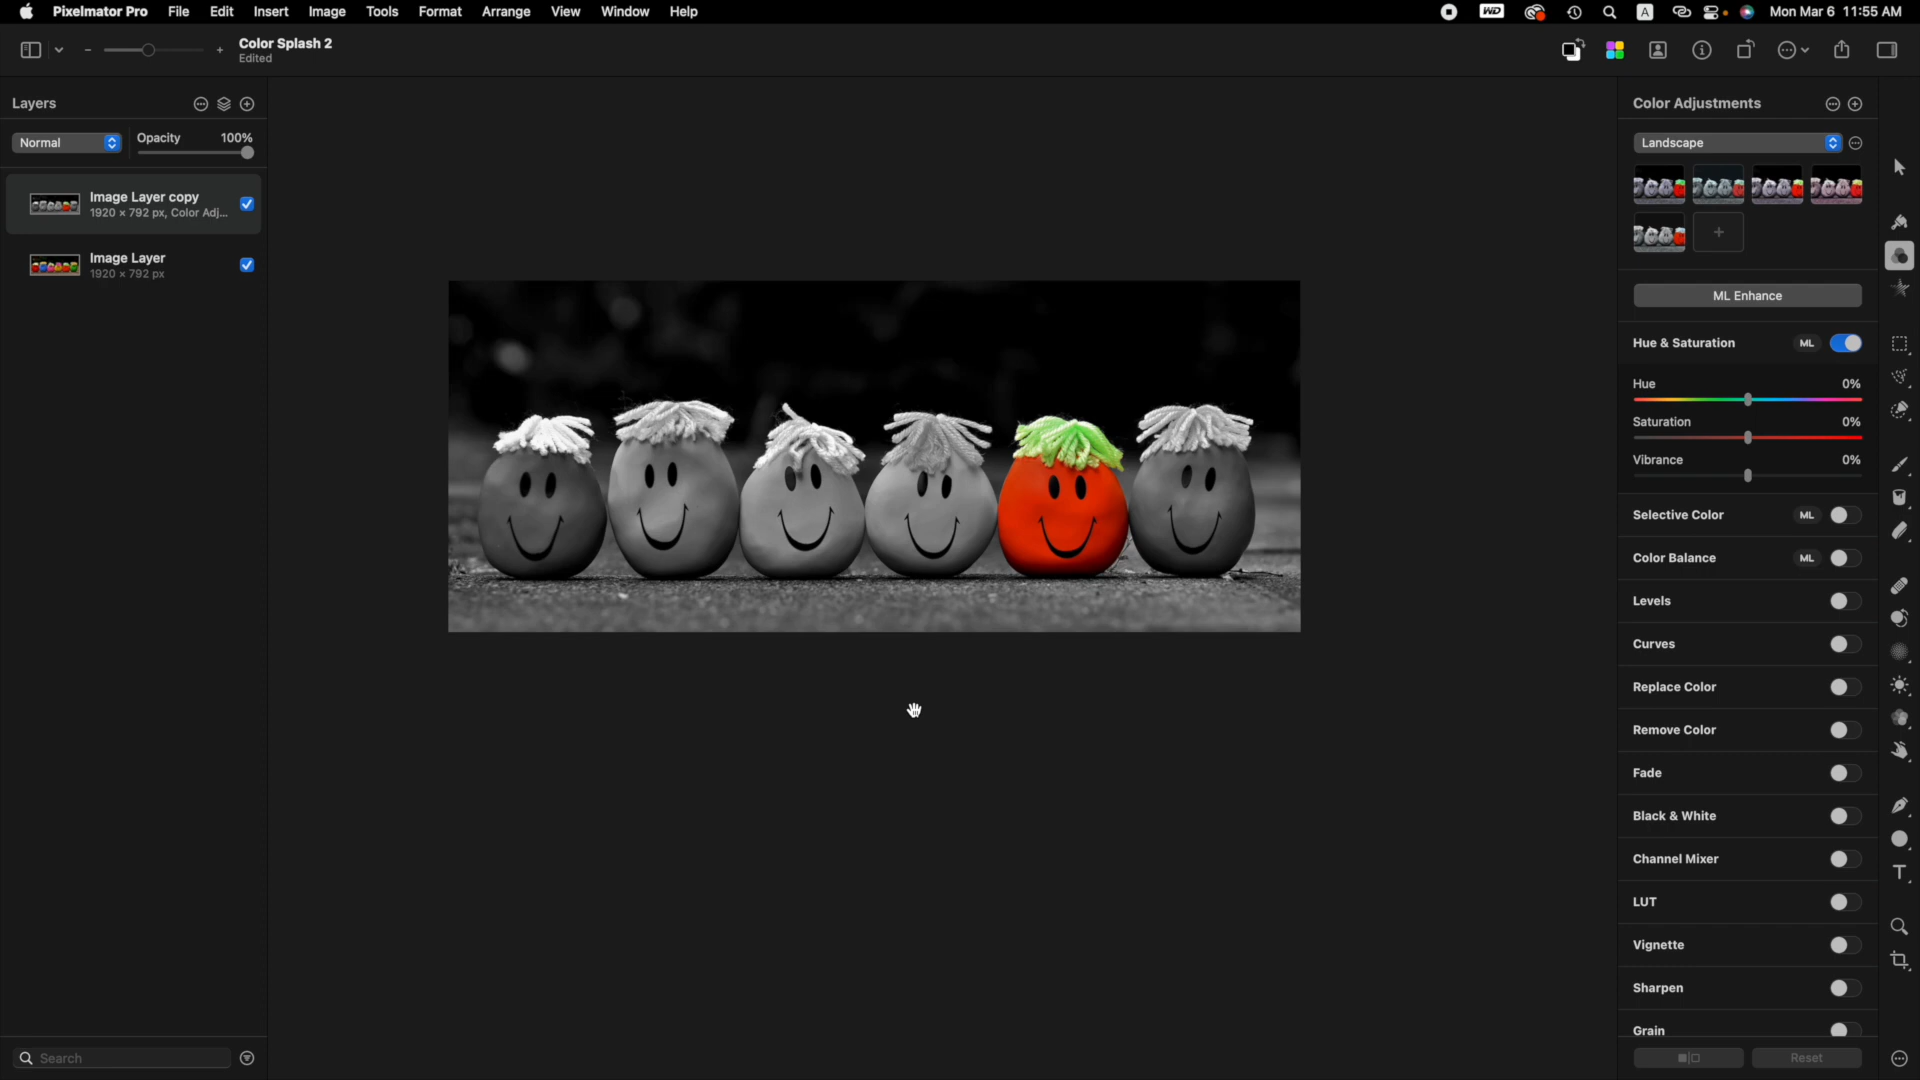 Pixelmator Pro File Edit Insert Image Tools Format Arrange View Window Help WD A Mon Mar 6 11:55 AM
Color Splash 2
Edited
Layers
Normal Opacity 100%
Image Layer copy
1920 × 792 px, Color Adj...
Image Layer
1920 × 792 px
Search
Color Adjustments
Landscape
ML Enhance
Hue & Saturation ML
Hue 0%
Saturation 0%
Vibrance 0%
Selective Color ML
Color Balance ML
Levels
Curves
Replace Color
Remove Color
Fade
Black & White
Channel Mixer
LUT
Vignette
Sharpen
Grain
Reset